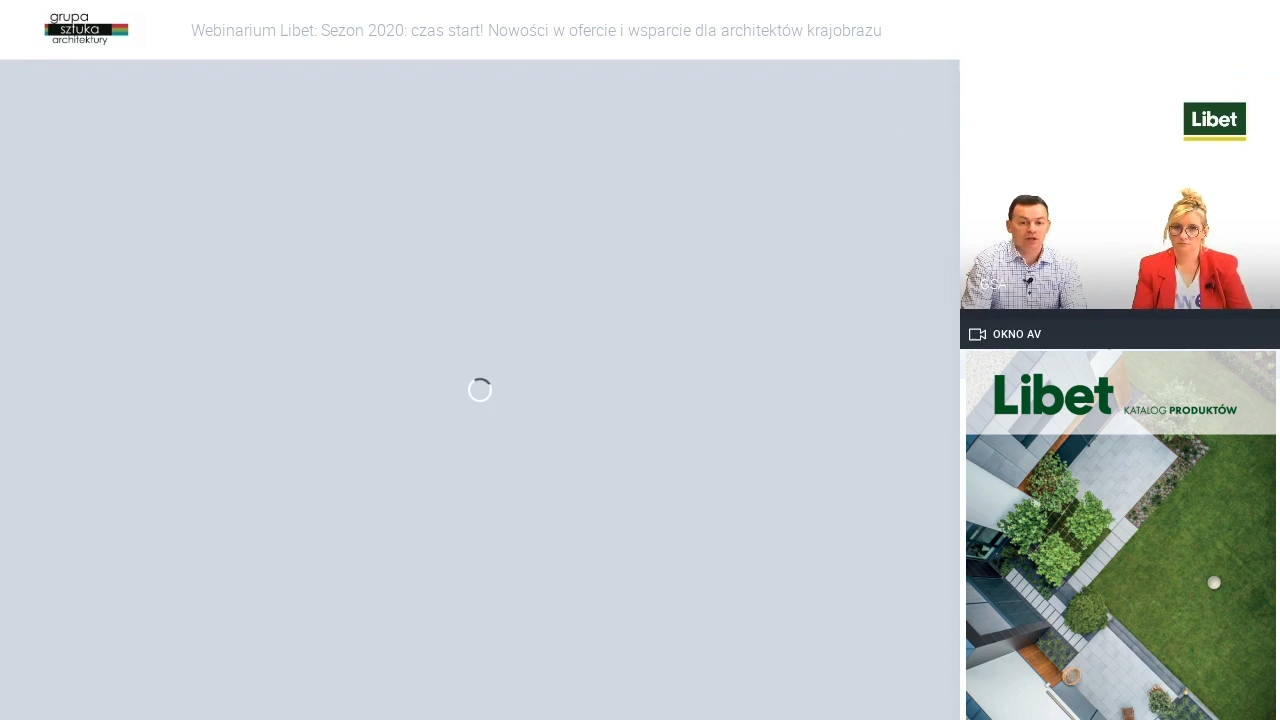 grupa
sztuka
architektury
Webinarium Libet: Sezon 2020: czas start! Nowości w ofercie i wsparcie dla architektów krajobrazu
Libet
GSA
OKNO AV
Libet KATALOG PRODUKTÓW